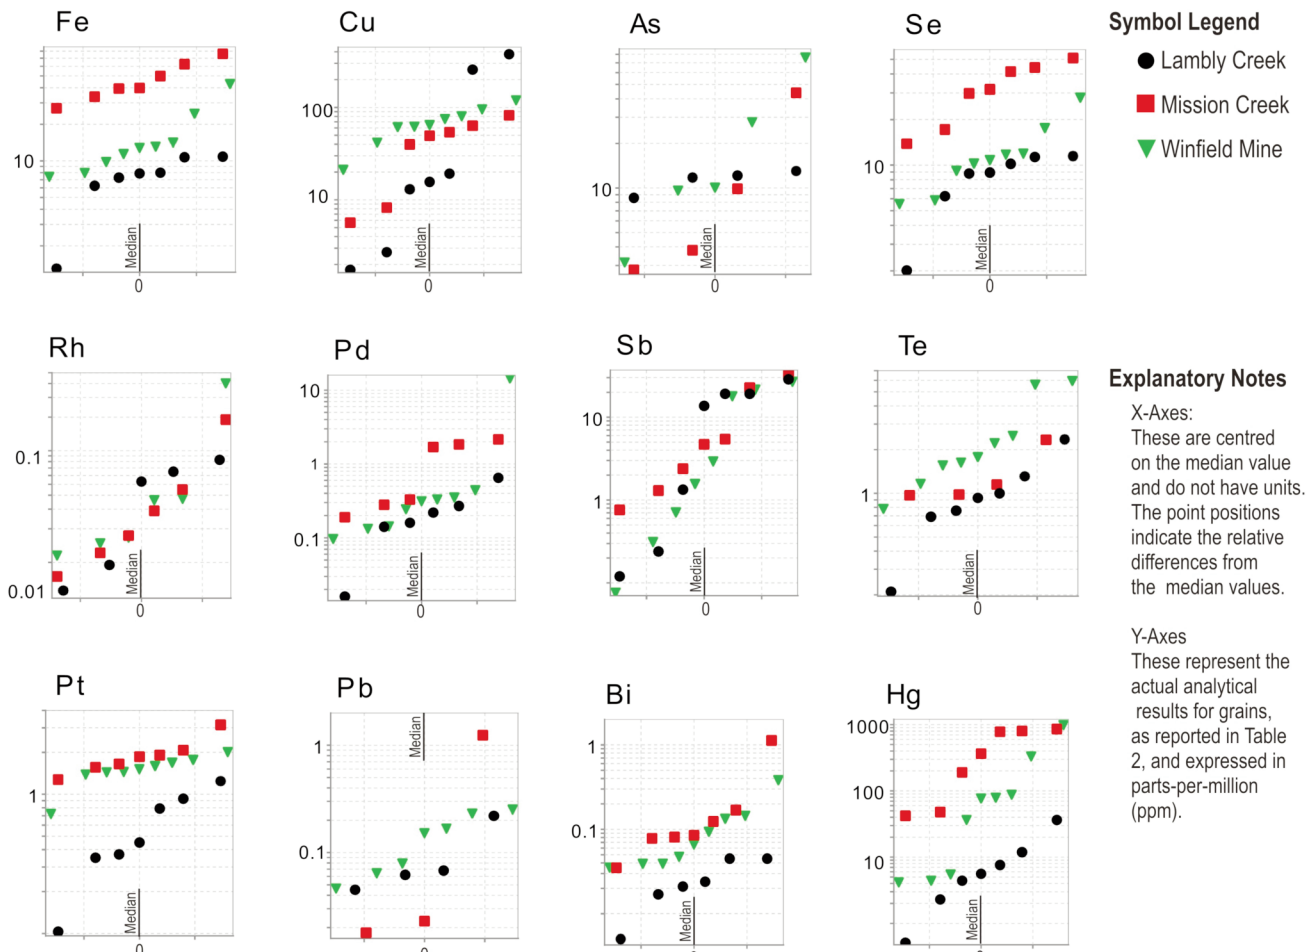 Fe
Cu
As
Se
Symbol Legend
Lambly Creek
Mission Creek
Winfield Mine
10
Median
0
100
10
Median
0
10
Median
0
10
Median
0
Rh
Pd
Sb
Te
0.1
0.01
Median
0
10
1
0.1
Median
0
10
1
Median
0
1
Median
0
Explanatory Notes
X-Axes:
These are centred
on the median value
and do not have units.
The point positions
indicate the relative
differences from
the median values.
Y-Axes
These represent the
actual analytical
results for grains,
as reported in Table
2, and expressed in
parts-per-million
(ppm).
Pt
Pb
Bi
Hg
1
Median
0
1
0.1
Median
1
0.1
Median
1000
100
10
Median